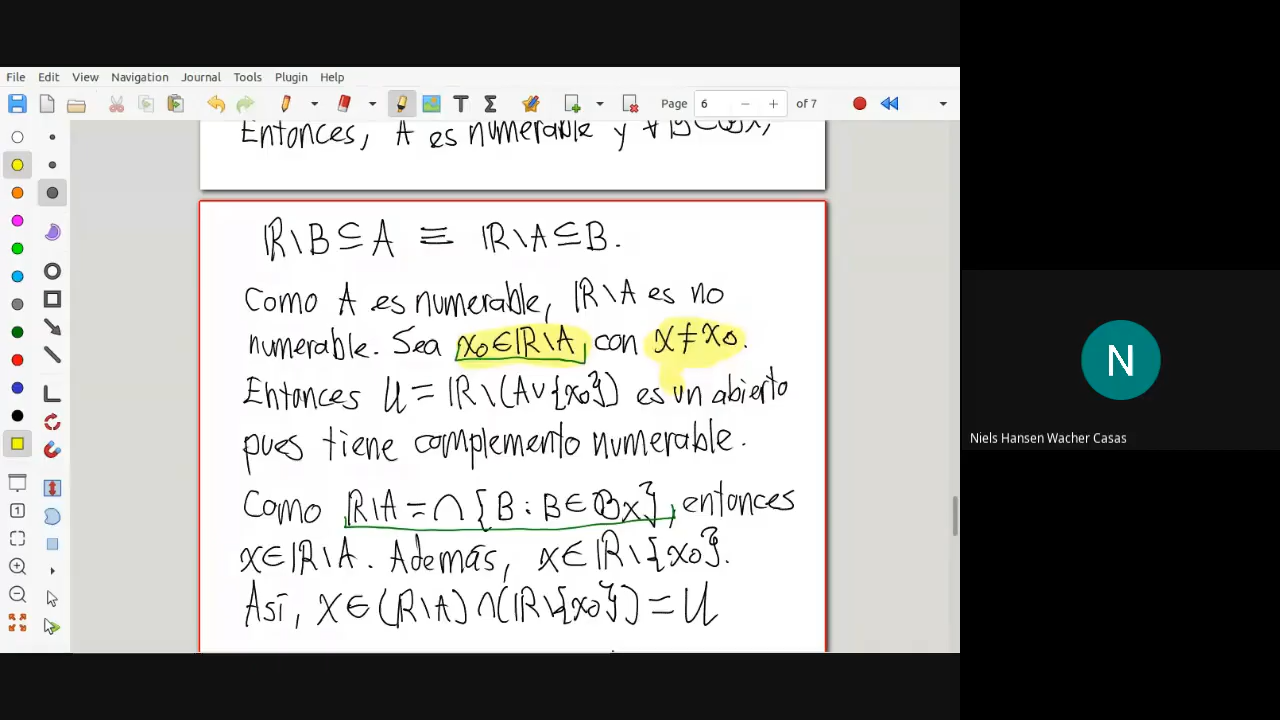 File Edit View Navigation Journal Tools Plugin Help
Page 6 of 7
Entonces, A es numerable y ∀ B∈𝓑x,
ℝ\B⊆A ≡ ℝ\A⊆B.
Como A es numerable, ℝ\A es no
numerable. Sea x₀∈ℝ\A con x≠x₀.
Entonces U = ℝ\(A∪{x₀}) es un abierto
pues tiene complemento numerable.
Como ℝ\A = ∩{B : B∈𝓑x}, entonces
x∈ℝ\A. Además, x∈ℝ\{x₀}.
Así, x∈(ℝ\A)∩(ℝ\{x₀}) = U
N
Niels Hansen Wacher Casas